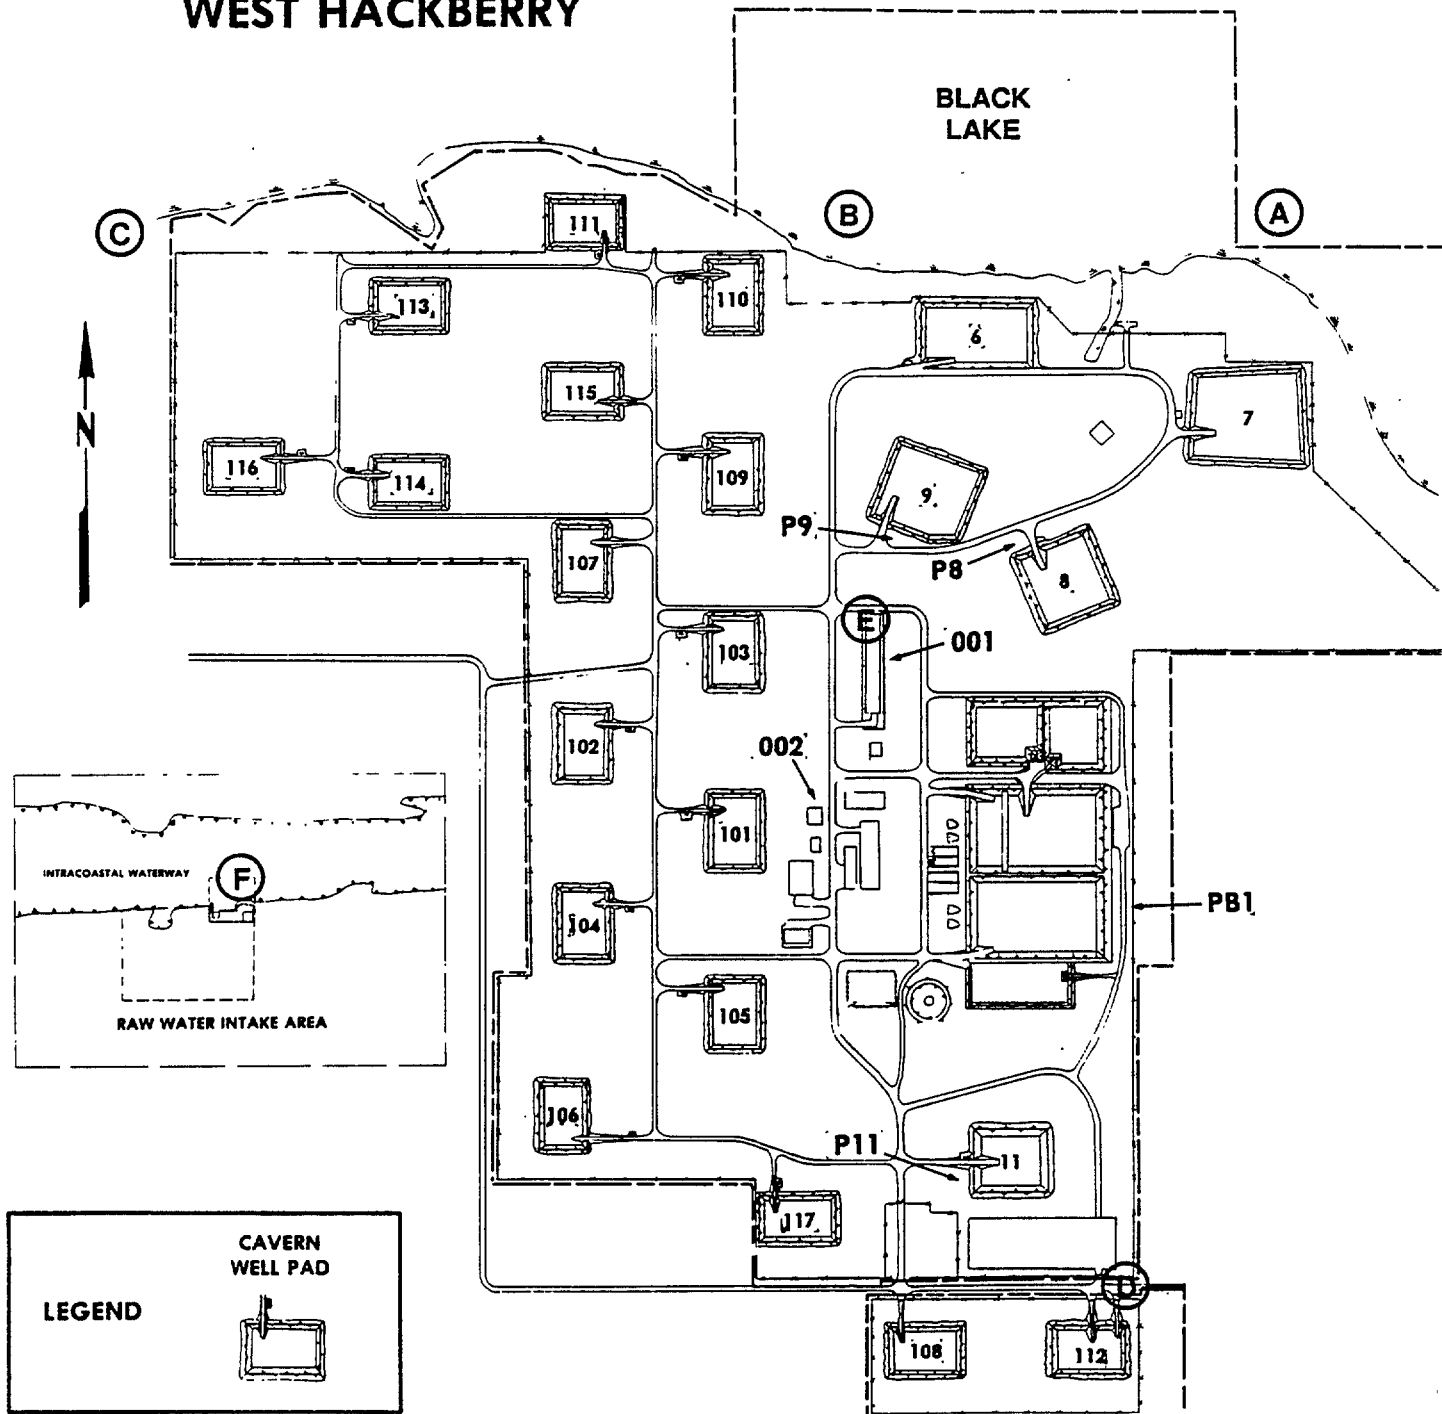 WEST HACKBERRY
BLACK
LAKE
C
B
A
111
113
110
6
115
7
116
114
109
9
N
P9
107
P8
8
E
103
001
102
002
101
INTRACOASTAL WATERWAY
F
104
PB1
RAW WATER INTAKE AREA
105
106
P11
11
117
CAVERN
WELL PAD
LEGEND
D
108
112